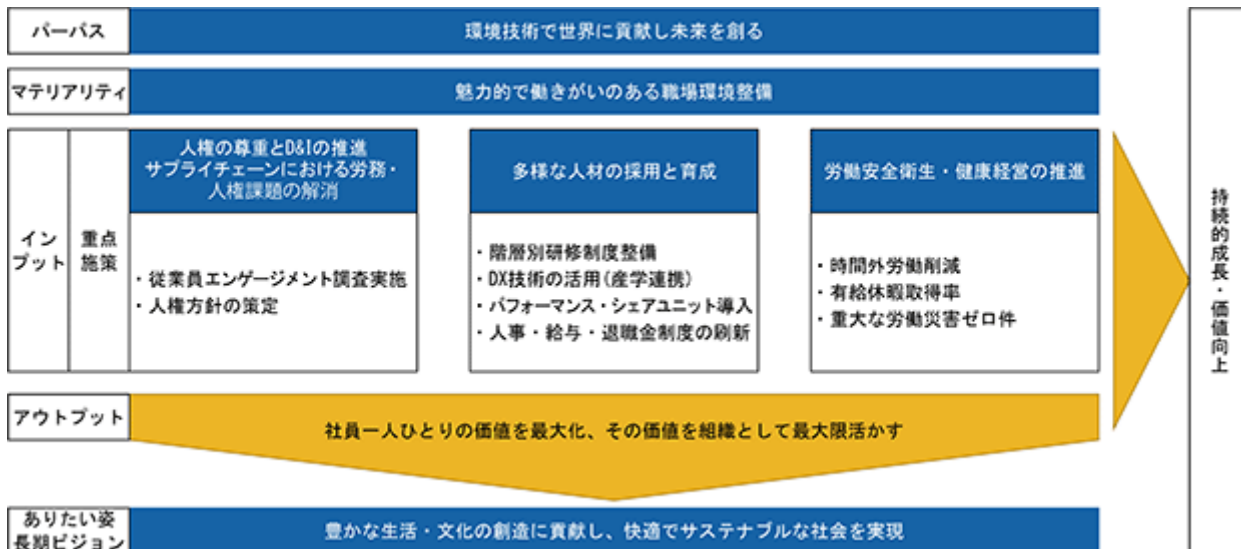 パーパス
環境技術で世界に貢献し未来を創る
マテリアリティ
魅力的で働きがいのある職場環境整備
イン
プット
重点
施策
人権の尊重とD&Iの推進
サプライチェーンにおける労務・
人権課題の解消
・従業員エンゲージメント調査実施
・人権方針の策定
多様な人材の採用と育成
・階層別研修制度整備
・DX技術の活用(産学連携)
・パフォーマンス・シェアユニット導入
・人事・給与・退職金制度の刷新
労働安全衛生・健康経営の推進
・時間外労働削減
・有給休暇取得率
・重大な労働災害ゼロ件
アウトプット
社員一人ひとりの価値を最大化、その価値を組織として最大限活かす
ありたい姿
長期ビジョン
豊かな生活・文化の創造に貢献し、快適でサステナブルな社会を実現
持続的成長・価値向上